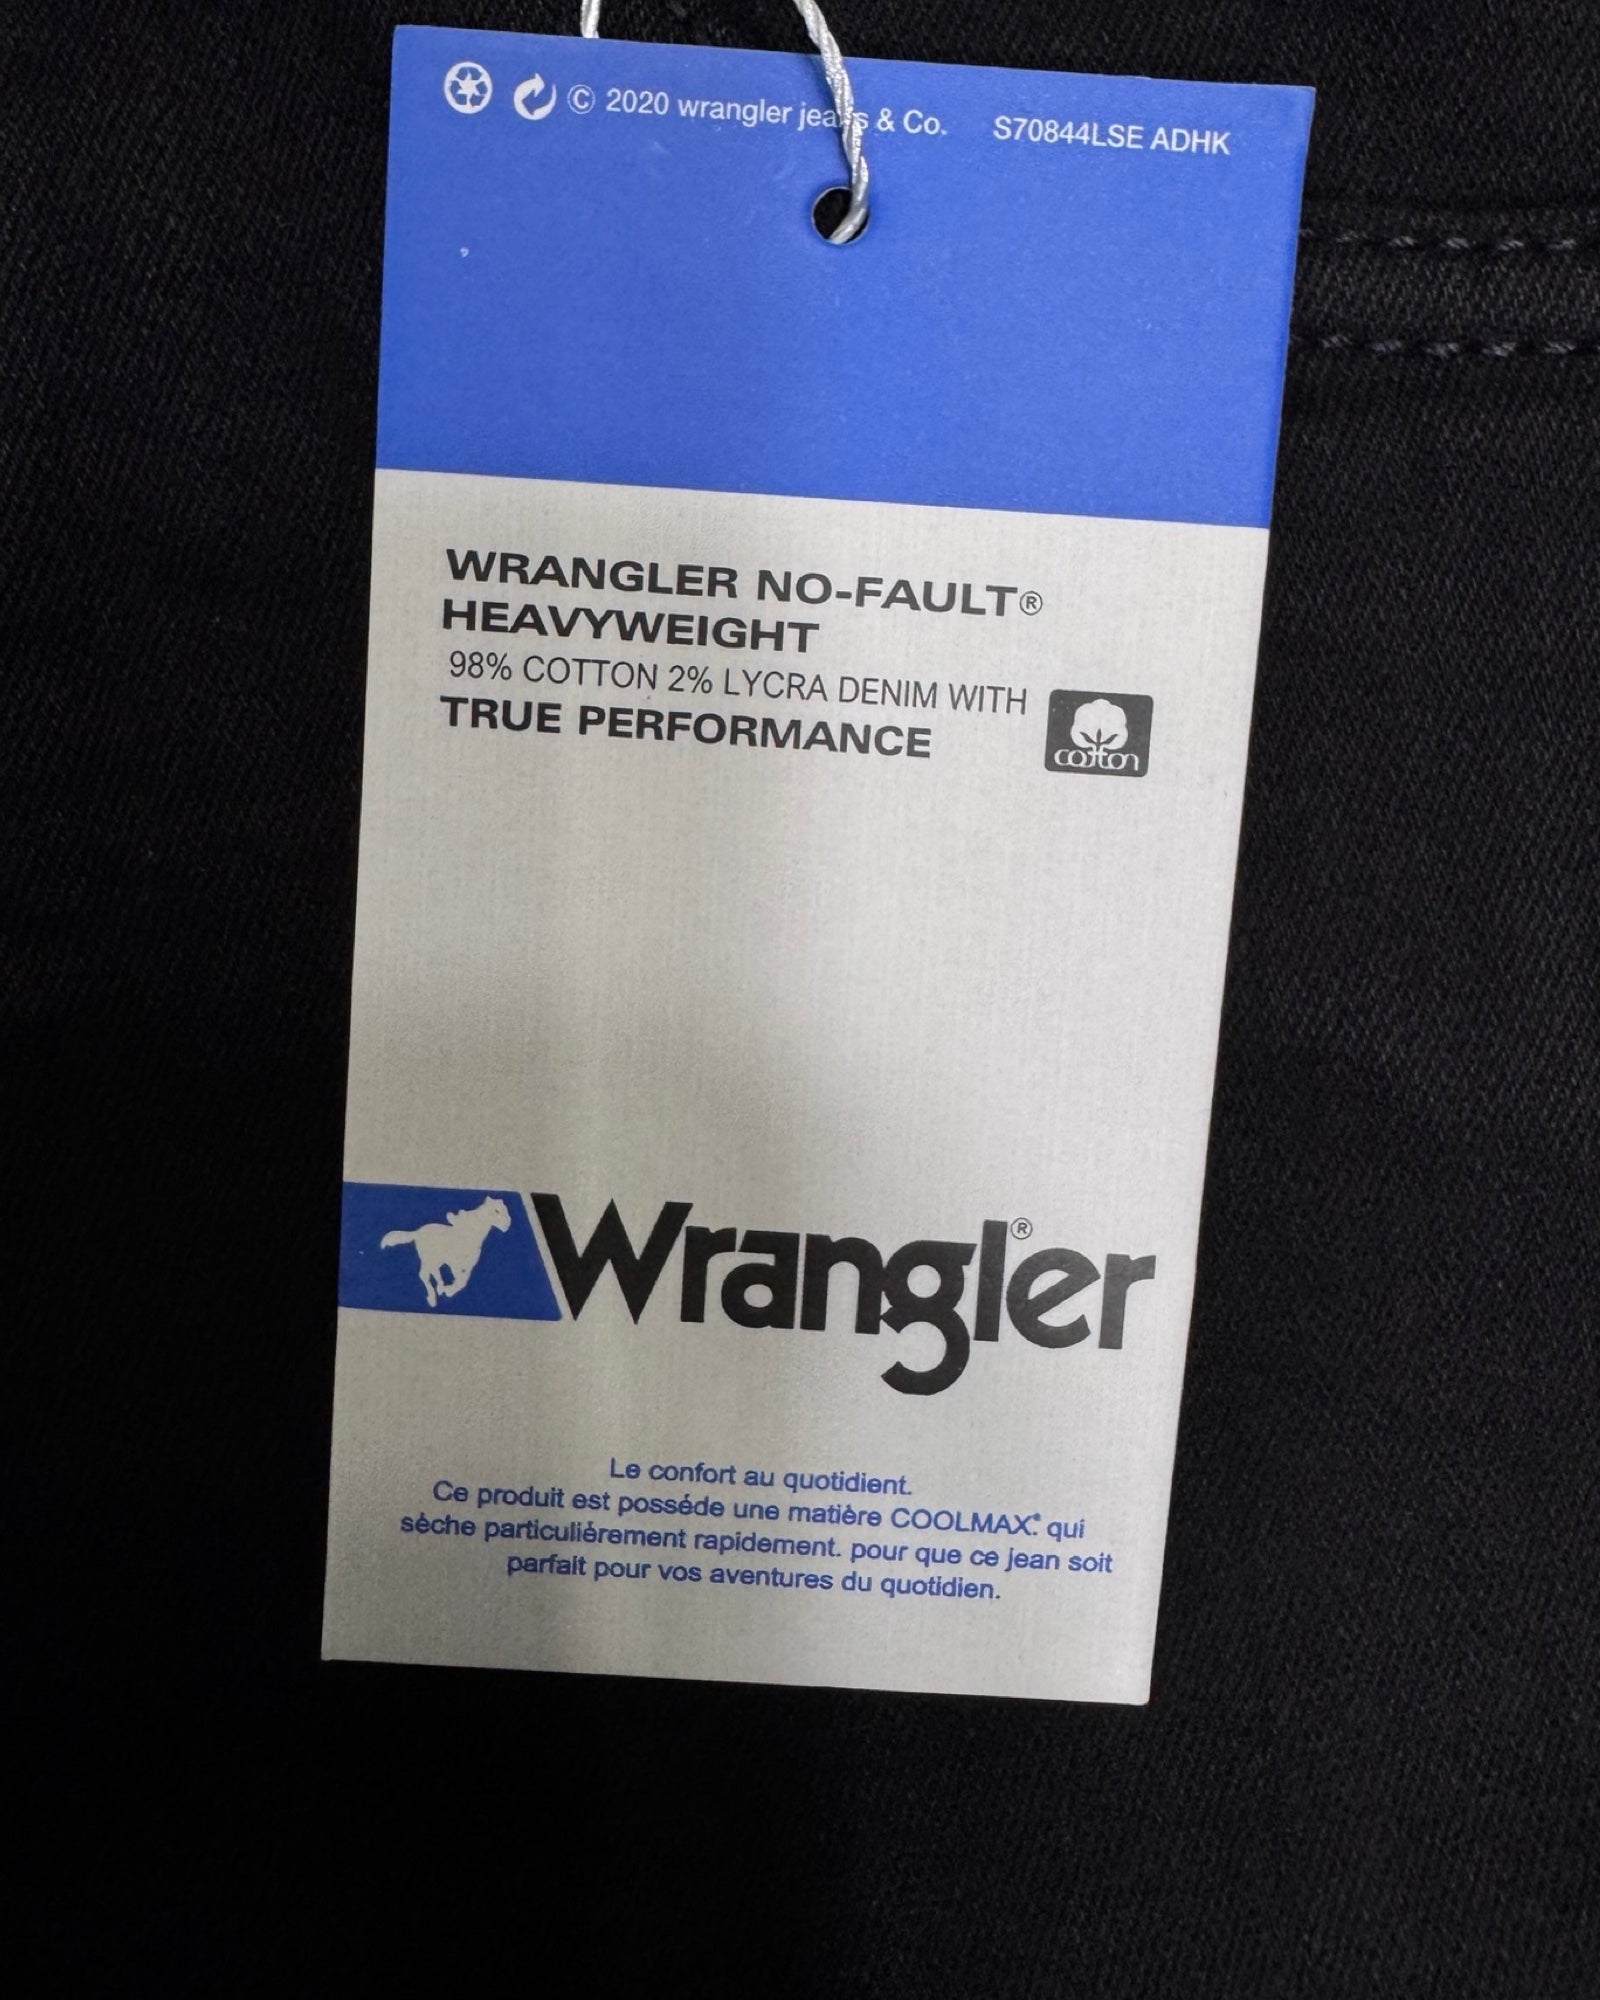 © 2020 wrangler jeans & Co. S70844LSE ADHK
WRANGLER NO-FAULT®
HEAVYWEIGHT
98% COTTON 2% LYCRA DENIM WITH
TRUE PERFORMANCE
cotton
Wrangler®
Le confort au quotidient.
Ce produit est posséde une matière COOLMAX® qui
sèche particuliérement rapidement. pour que ce jean soit
parfait pour vos aventures du quotidien.